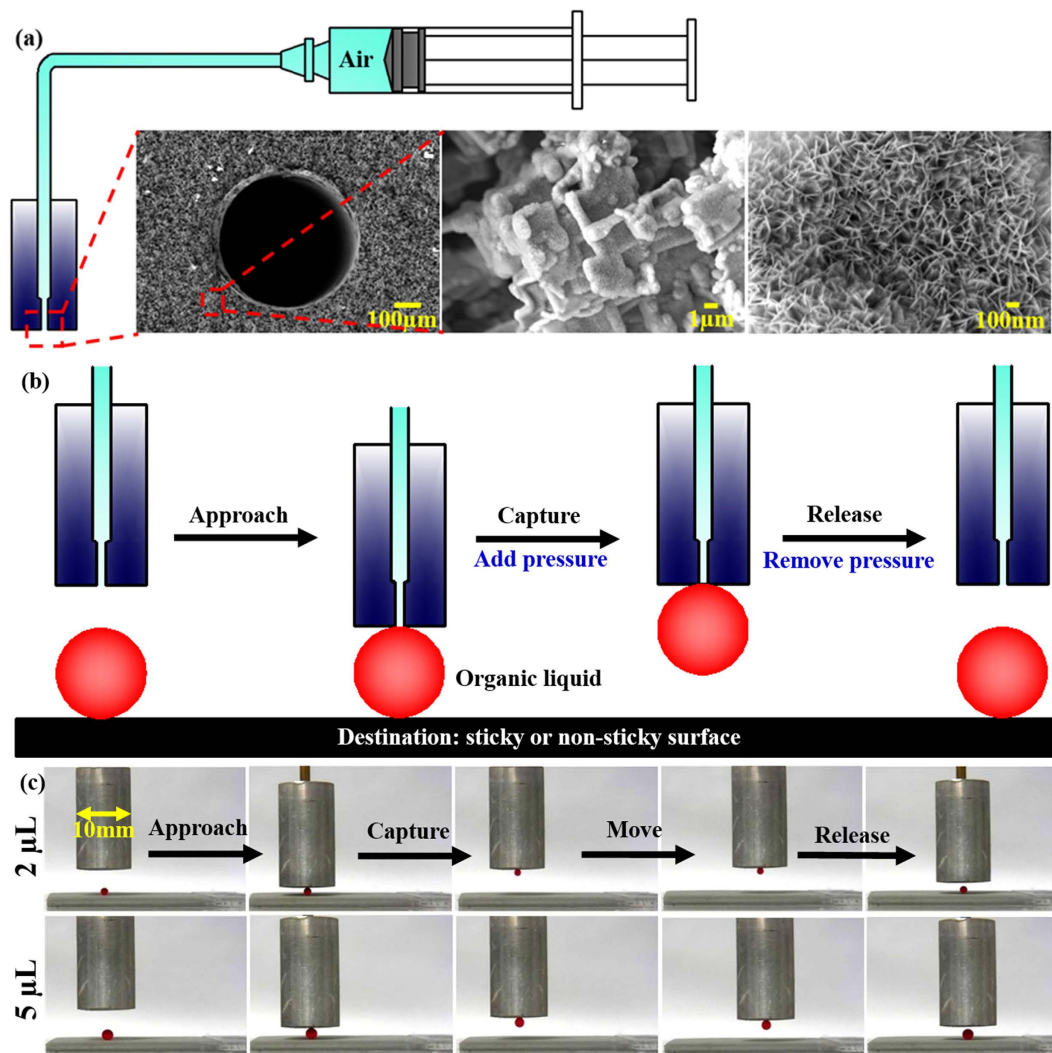 (a)
Air
100μm
1μm
100nm
(b)
Approach
Capture
Add pressure
Release
Remove pressure
Organic liquid
Destination: sticky or non-sticky surface
(c)
2 μL
10mm
Approach
Capture
Move
Release
5 μL